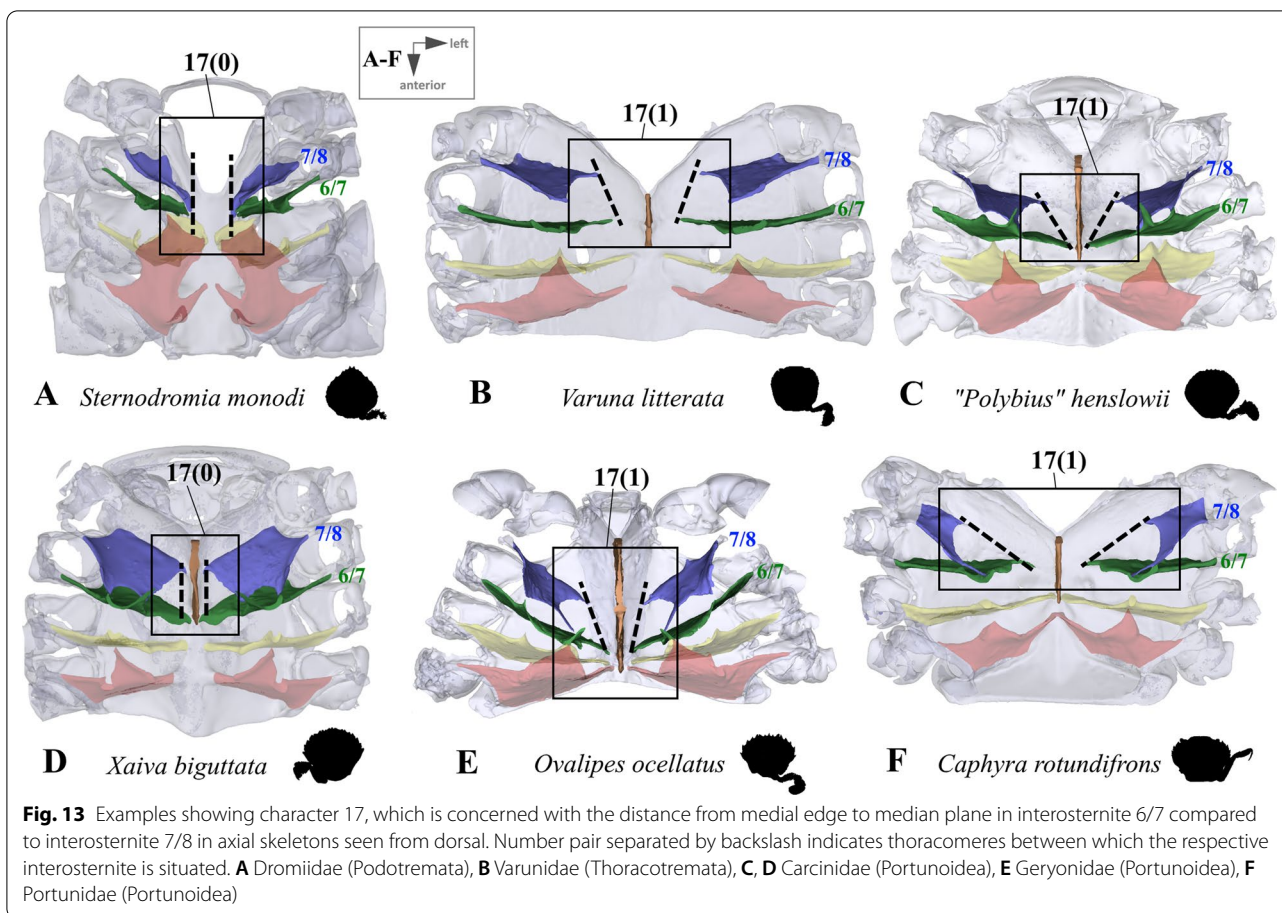 17(0)
A-F
left
anterior
17(1)
17(1)
7/8
6/7
7/8
6/7
7/8
6/7
A Sternodromia monodi
B Varuna litterata
C "Polybius" henslowii
17(0)
17(1)
17(1)
7/8
6/7
7/8
6/7
7/8
6/7
D Xaiva biguttata
E Ovalipes ocellatus
F Caphyra rotundifrons
Fig. 13 Examples showing character 17, which is concerned with the distance from medial edge to median plane in interosternite 6/7 compared
to interosternite 7/8 in axial skeletons seen from dorsal. Number pair separated by backslash indicates thoracomeres between which the respective
interosternite is situated. A Dromiidae (Podotremata), B Varunidae (Thoracotremata), C, D Carcinidae (Portunoidea), E Geryonidae (Portunoidea), F
Portunidae (Portunoidea)